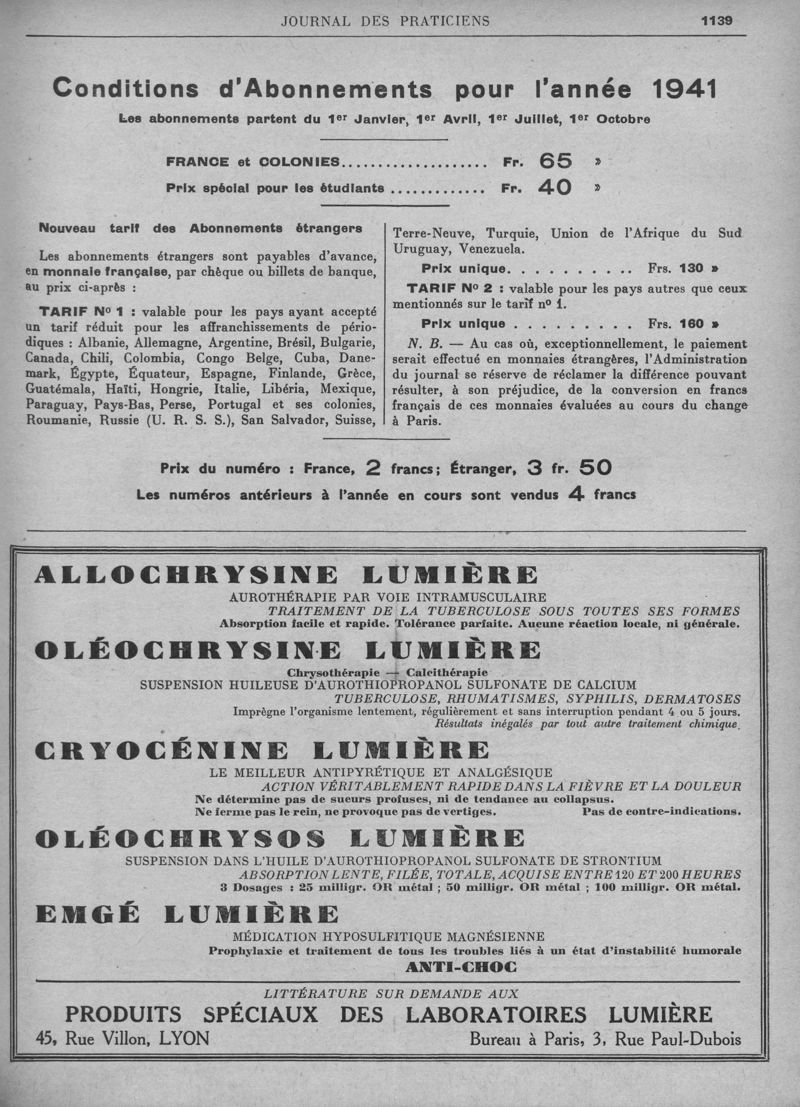 JOURNAL DES PRATICIENS 1139
Conditions d'Abonnements pour l'année 1941
Les abonnements partent du 1er Janvier, 1er Avril, 1er Juillet, 1er Octobre
FRANCE et COLONIES..................... Fr. 65 »
Prix spécial pour les étudiants ............. Fr. 40 »
Nouveau tarif des Abonnements étrangers
Les abonnements étrangers sont payables d'avance,
en monnaie française, par chèque ou billets de banque,
au prix ci-après :
TARIF No 1 : valable pour les pays ayant accepté
un tarif réduit pour les affranchissements de pério-
diques : Albanie, Allemagne, Argentine, Brésil, Bulgarie,
Canada, Chili, Colombia, Congo Belge, Cuba, Dane-
mark, Égypte, Équateur, Espagne, Finlande, Grèce,
Guatémala, Haïti, Hongrie, Italie, Libéria, Mexique,
Paraguay, Pays-Bas, Perse, Portugal et ses colonies,
Roumanie, Russie (U. R. S. S.), San Salvador, Suisse,
Terre-Neuve, Turquie, Union de l'Afrique du Sud
Uruguay, Venezuela.
Prix unique. . . . . . . . . . Frs. 130 »
TARIF No 2 : valable pour les pays autres que ceux
mentionnés sur le tarif no 1.
Prix unique . . . . . . . . . Frs. 160 »
N. B. — Au cas où, exceptionnellement, le paiement
serait effectué en monnaies étrangères, l'Administration
du journal se réserve de réclamer la différence pouvant
résulter, à son préjudice, de la conversion en francs
français de ces monnaies évaluées au cours du change
à Paris.
Prix du numéro : France, 2 francs; Étranger, 3 fr. 50
Les numéros antérieurs à l'année en cours sont vendus 4 francs
ALLOCHRYSINE LUMIÈRE
AUROTHÉRAPIE PAR VOIE INTRAMUSCULAIRE
TRAITEMENT DE LA TUBERCULOSE SOUS TOUTES SES FORMES
Absorption facile et rapide. Tolérance parfaite. Aucune réaction locale, ni générale.
OLÉOCHRYSINE LUMIÈRE
Chrysothérapie — Calcithérapie
SUSPENSION HUILEUSE D'AUROTHIOPROPANOL SULFONATE DE CALCIUM
TUBERCULOSE, RHUMATISMES, SYPHILIS, DERMATOSES
Imprègne l'organisme lentement, régulièrement et sans interruption pendant 4 ou 5 jours.
Résultats inégalés par tout autre traitement chimique.
CRYOCÉNINE LUMIÈRE
LE MEILLEUR ANTIPYRÉTIQUE ET ANALGÉSIQUE
ACTION VÉRITABLEMENT RAPIDE DANS LA FIÈVRE ET LA DOULEUR
Ne détermine pas de sueurs profuses, ni de tendance au collapsus.
Ne ferme pas le rein, ne provoque pas de vertiges. Pas de contre-indications.
OLÉOCHRYSOS LUMIÈRE
SUSPENSION DANS L'HUILE D'AUROTHIOPROPANOL SULFONATE DE STRONTIUM
ABSORPTION LENTE, FILÉE, TOTALE, ACQUISE ENTRE 120 ET 200 HEURES
3 Dosages : 25 milligr. OR métal ; 50 milligr. OR métal ; 100 milligr. OR métal.
EMGÉ LUMIÈRE
MÉDICATION HYPOSULFITIQUE MAGNÉSIENNE
Prophylaxie et traitement de tous les troubles liés à un état d'instabilité humorale
ANTI-CHOC
LITTÉRATURE SUR DEMANDE AUX
PRODUITS SPÉCIAUX DES LABORATOIRES LUMIÈRE
45, Rue Villon, LYON Bureau à Paris, 3, Rue Paul-Dubois